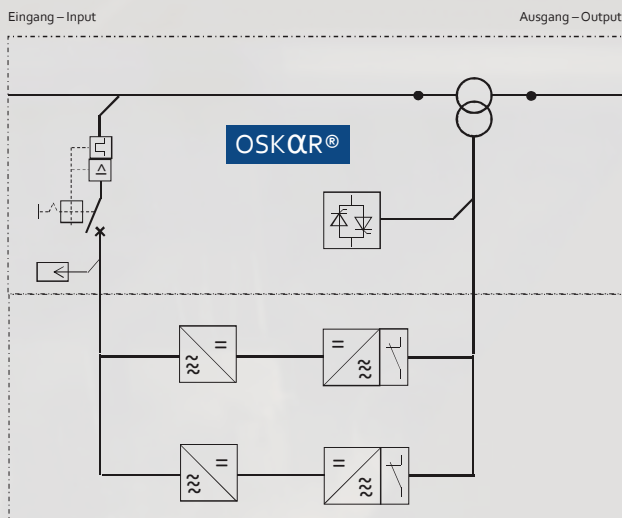 Eingang – Input
Ausgang – Output
OSKαR®